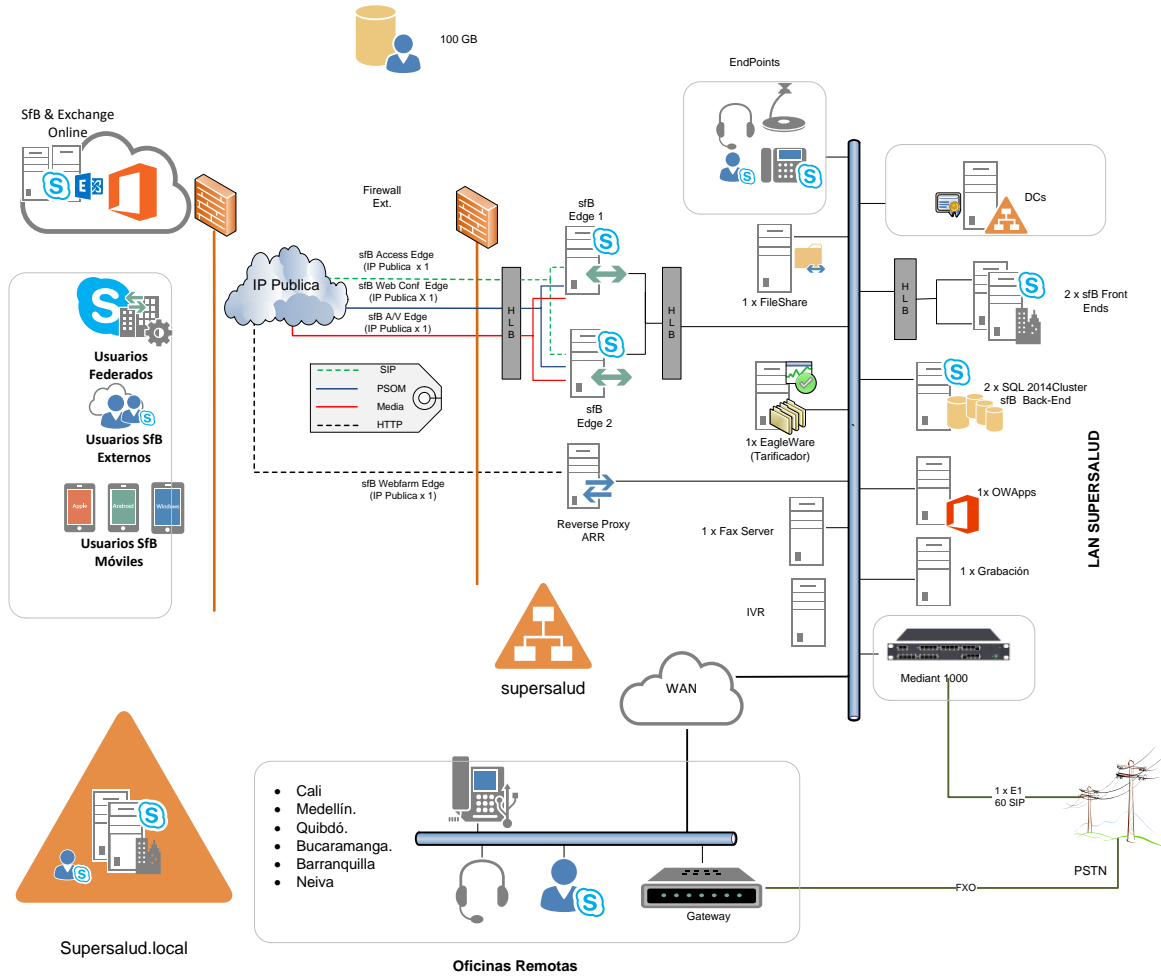 100 GB
EndPoints
SfB & Exchange
Online
Firewall
Ext.
sfB
Edge 1
DCs
sfB Access Edge
(IP Publica  x 1
IP Publica
sfB Web Conf  Edge
(IP Publica X 1)
sfB A/V Edge
(IP Publica x 1)
HLB
HLB
1 x FileShare
HLB
2 x sfB Front
Ends
SIP
PSOM
Media
HTTP
sfB
Edge 2
Usuarios
Federados
Usuarios SfB
Externos
Apple
Android
Windows
Usuarios SfB
Móviles
2 x SQL 2014Cluster
sfB  Back-End
1x EagleWare
(Tarificador)
sfB Webfarm Edge
(IP Publica x 1)
Reverse Proxy
ARR
1x OWApps
1 x Fax Server
1 x Grabación
LAN SUPERSALUD
IVR
Mediant 1000
supersalud
WAN
1 x E1
60 SIP
PSTN
FXO
• Cali
• Medellín.
• Quibdó.
• Bucaramanga.
• Barranquilla
• Neiva
Gateway
Supersalud.local
Oficinas Remotas